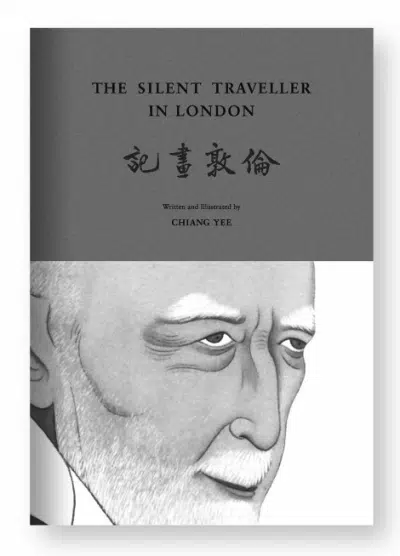 THE SILENT TRAVELLER
IN LONDON
倫敦畫記
Written and Illustrated by
CHIANG YEE